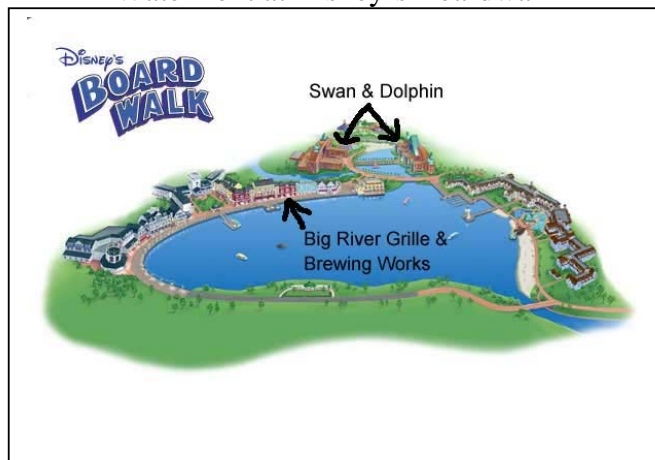 DISNEY'S
BOARD
WALK
Swan & Dolphin
Big River Grille &
Brewing Works